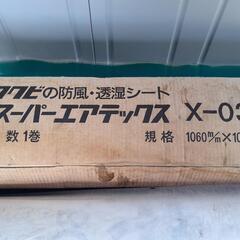 フクビの防風・透湿シート
スーパーエアテックス X-03
数1巻 規格 1060m/m×10